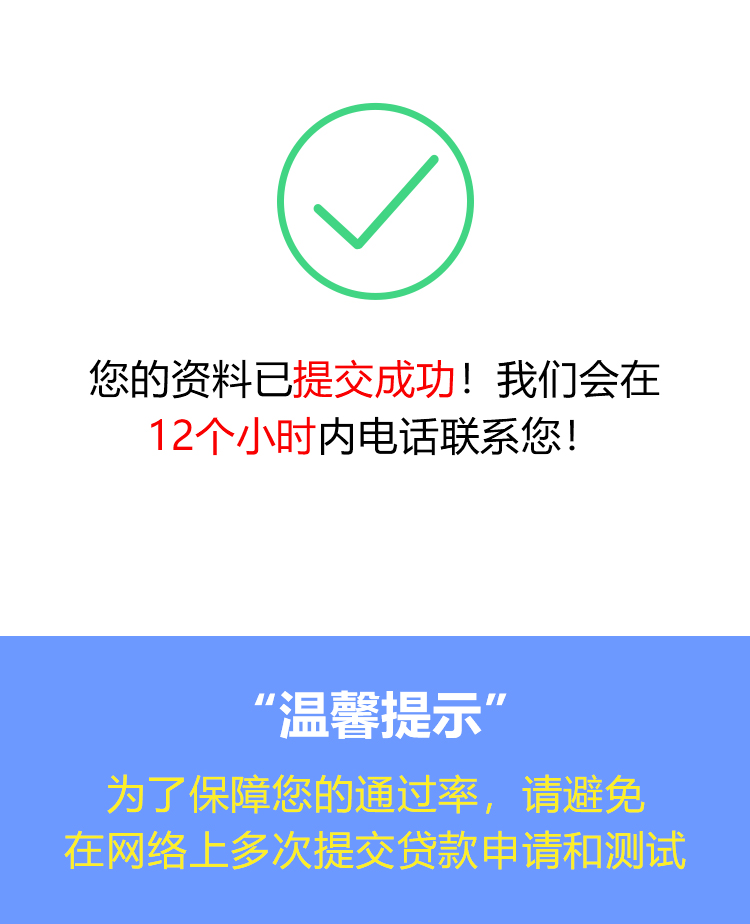 您的资料已提交成功！我们会在
12个小时内电话联系您！
“温馨提示”
为了保障您的通过率，请避免
在网络上多次提交贷款申请和测试